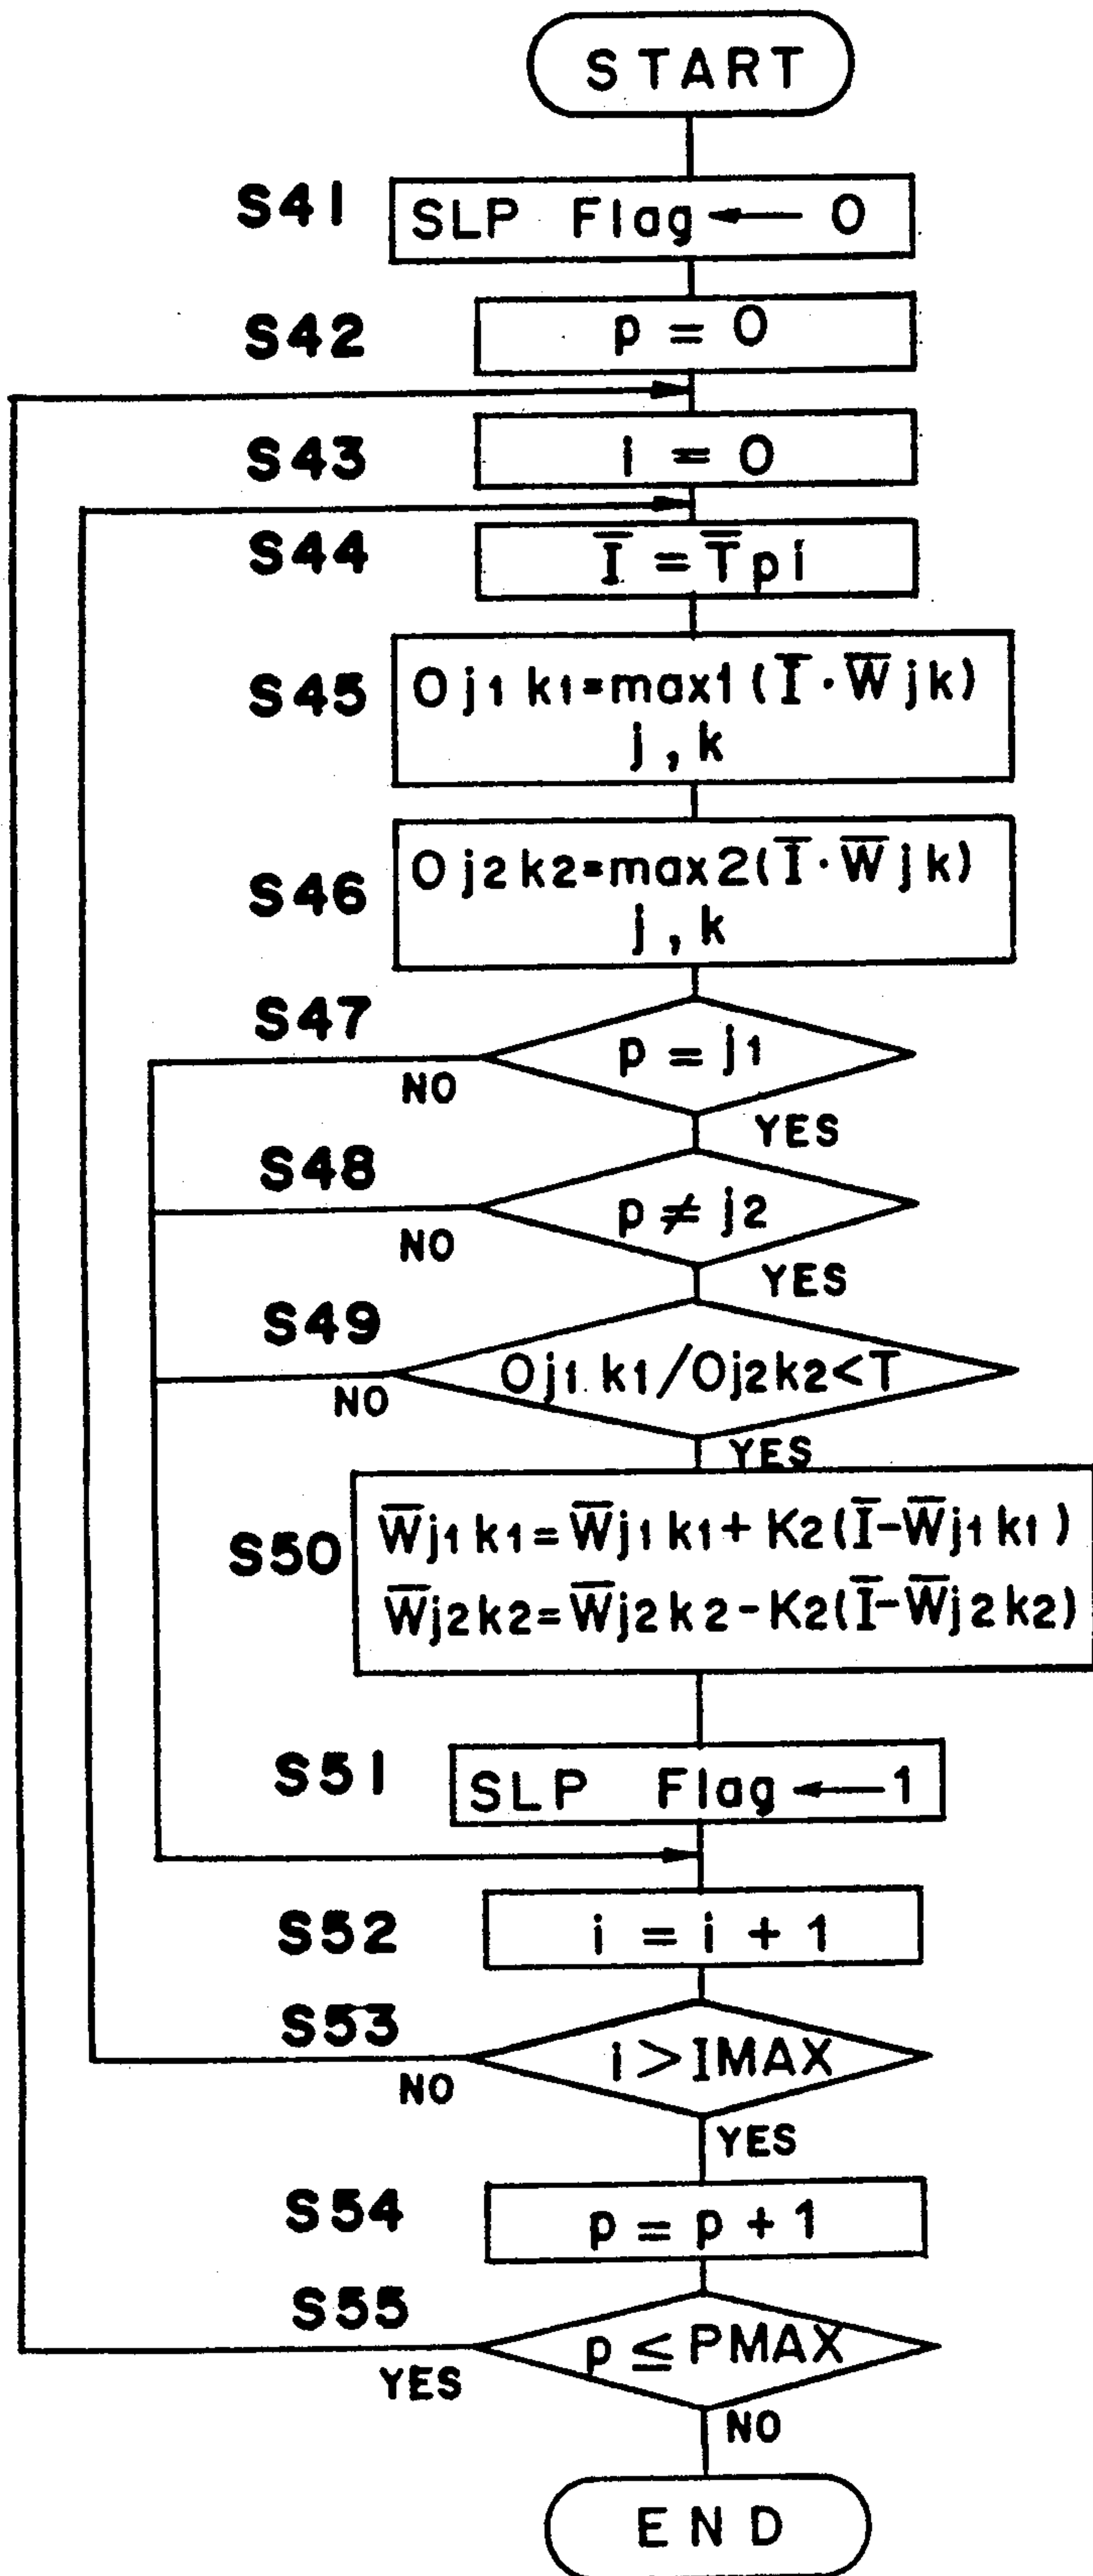 START
S41
SLP Flag ← 0
S42
p = 0
S43
i = 0
S44
I̅ = T̅pi
S45
Oj1k1=max1(I̅·W̅jk)
j,k
S46
Oj2k2=max2(I̅·W̅jk)
j,k
S47
p = j1
NO
YES
S48
p ≠ j2
NO
YES
S49
Oj1k1/Oj2k2<T
NO
YES
S50
W̅j1k1=W̅j1k1+K2(I̅-W̅j1k1)
W̅j2k2=W̅j2k2-K2(I̅-W̅j2k2)
S51
SLP Flag ← 1
S52
i = i + 1
S53
i > IMAX
NO
YES
S54
p = p + 1
S55
p ≤ PMAX
YES
NO
END